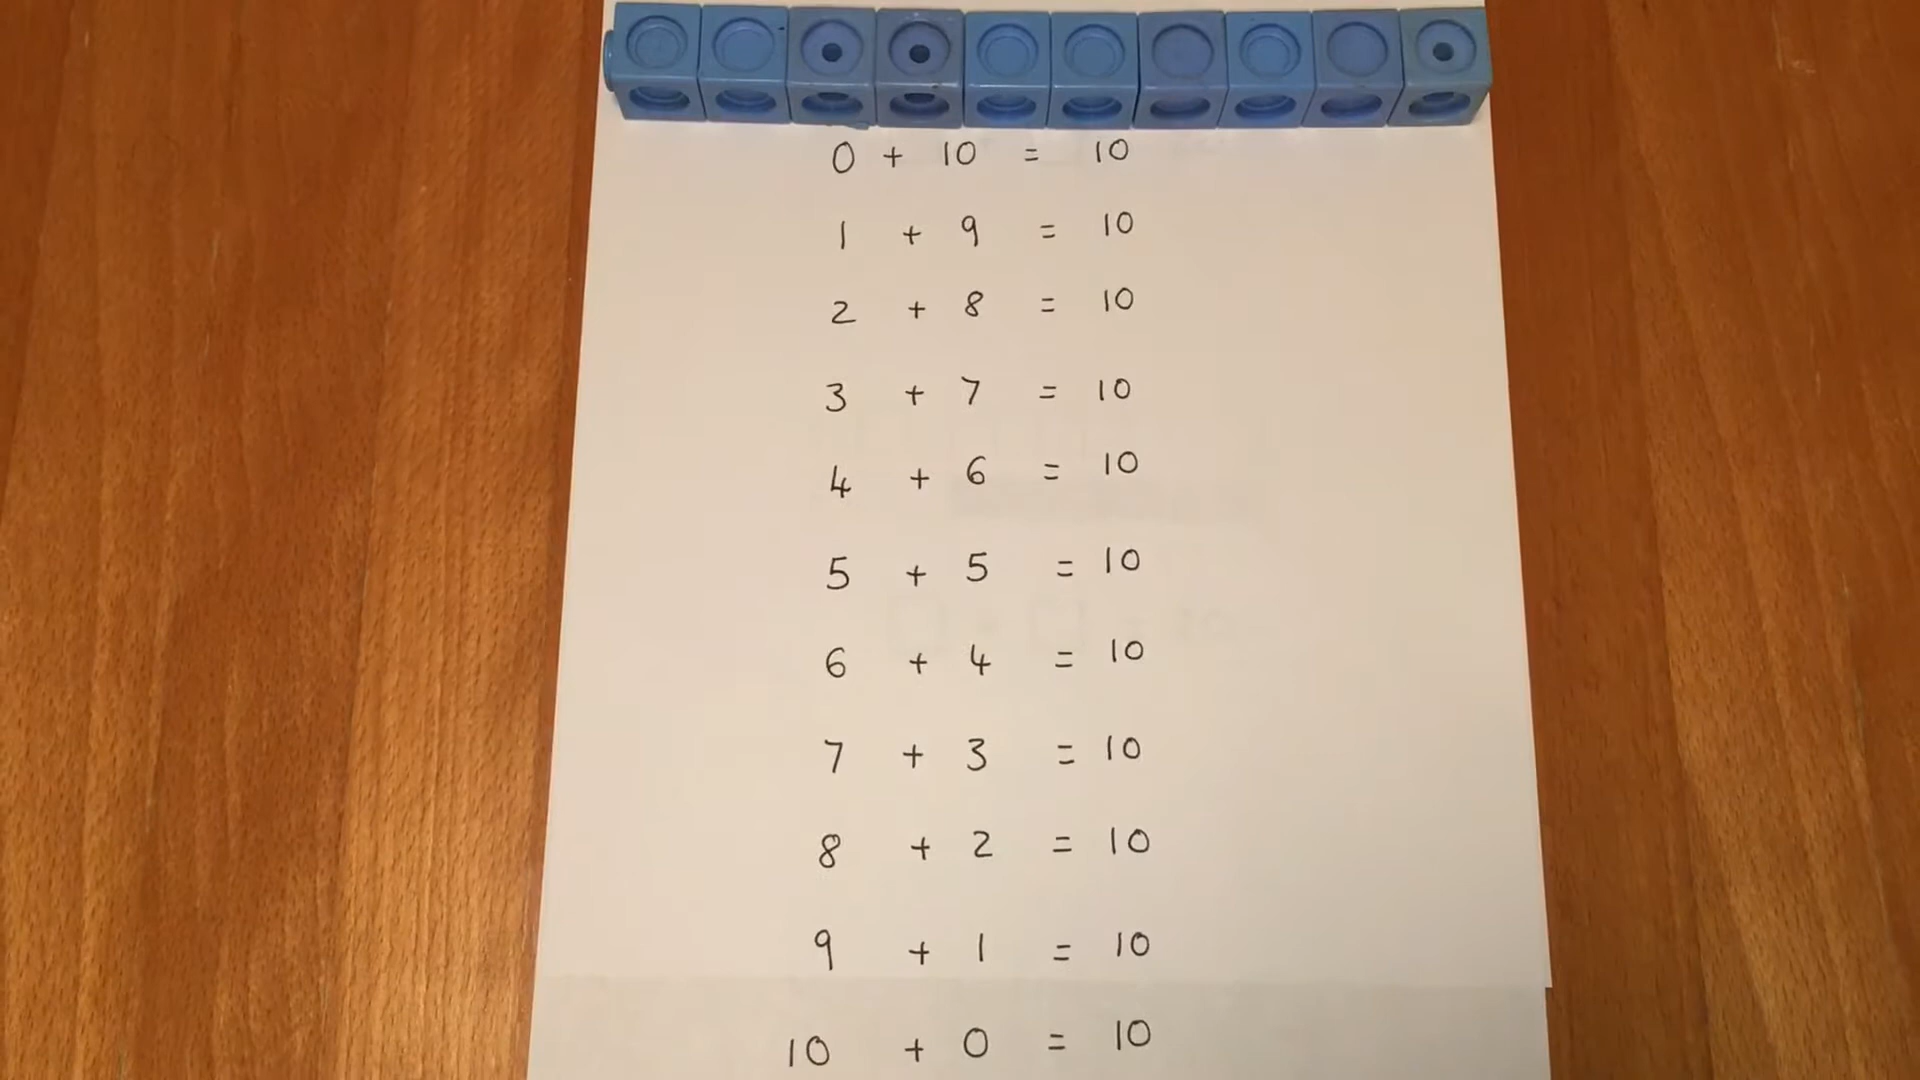 0 + 10 = 10
1 + 9 = 10
2 + 8 = 10
3 + 7 = 10
4 + 6 = 10
5 + 5 = 10
6 + 4 = 10
7 + 3 = 10
8 + 2 = 10
9 + 1 = 10
10 + 0 = 10